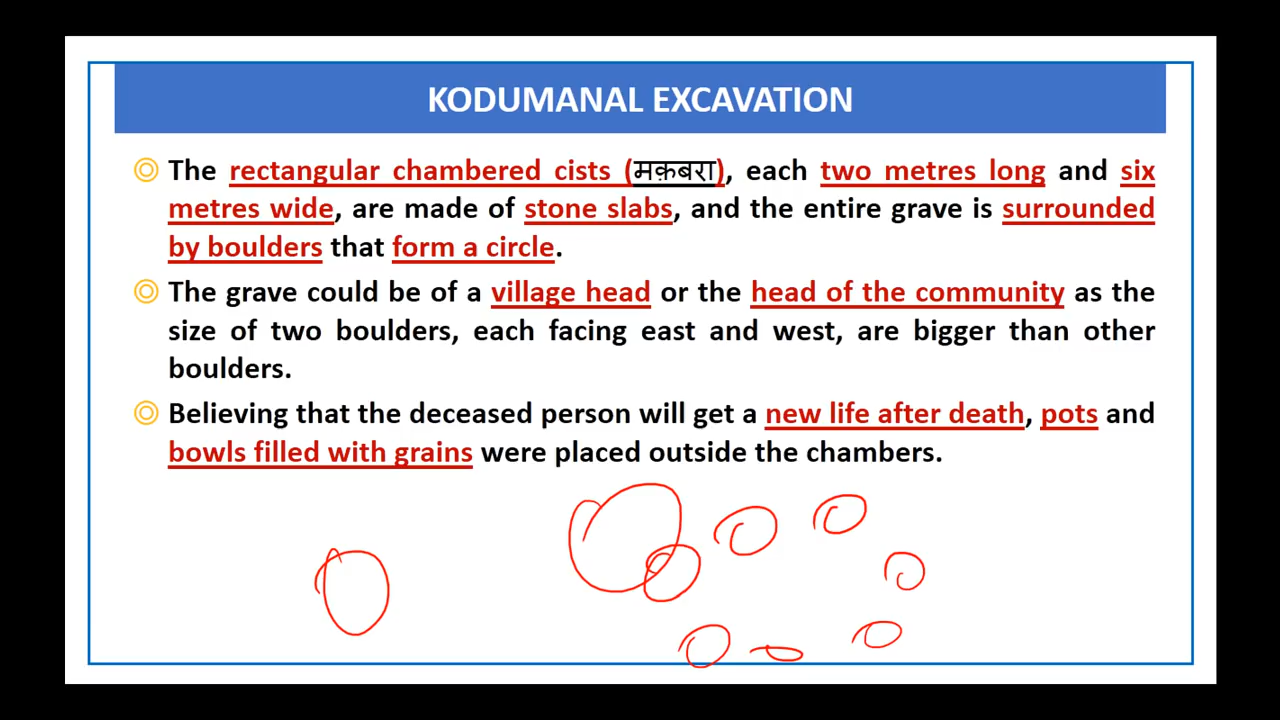 KODUMANAL EXCAVATION
The rectangular chambered cists (मक़बरा), each two metres long and six
metres wide, are made of stone slabs, and the entire grave is surrounded
by boulders that form a circle.
The grave could be of a village head or the head of the community as the
size of two boulders, each facing east and west, are bigger than other
boulders.
Believing that the deceased person will get a new life after death, pots and
bowls filled with grains were placed outside the chambers.